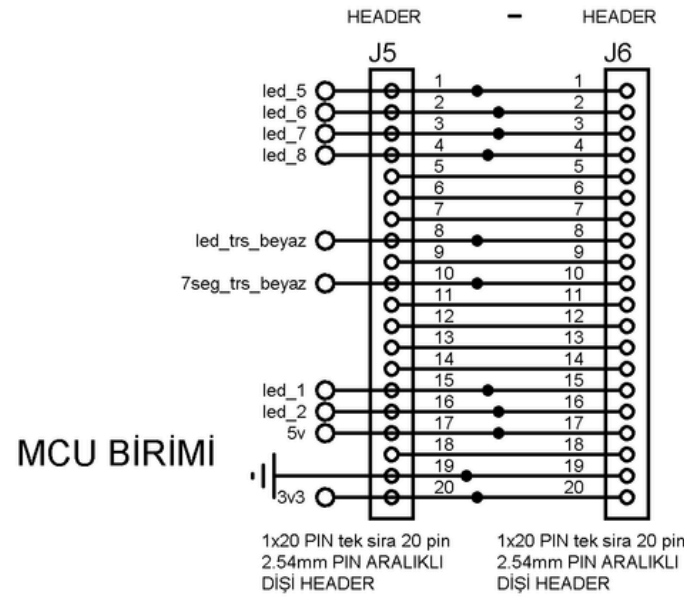 HEADER - HEADER
J5 J6
led_5 1 1
led_6 2 2
led_7 3 3
led_8 4 4
5 5
6 6
7 7
led_trs_beyaz 8 8
9 9
7seg_trs_beyaz 10 10
11 11
12 12
13 13
14 14
led_1 15 15
led_2 16 16
5v 17 17
18 18
MCU BİRİMİ
19 19
3v3 20 20
1x20 PIN tek sira 20 pin
2.54mm PIN ARALIKLI
DİŞİ HEADER
1x20 PIN tek sira 20 pin
2.54mm PIN ARALIKLI
DİŞİ HEADER